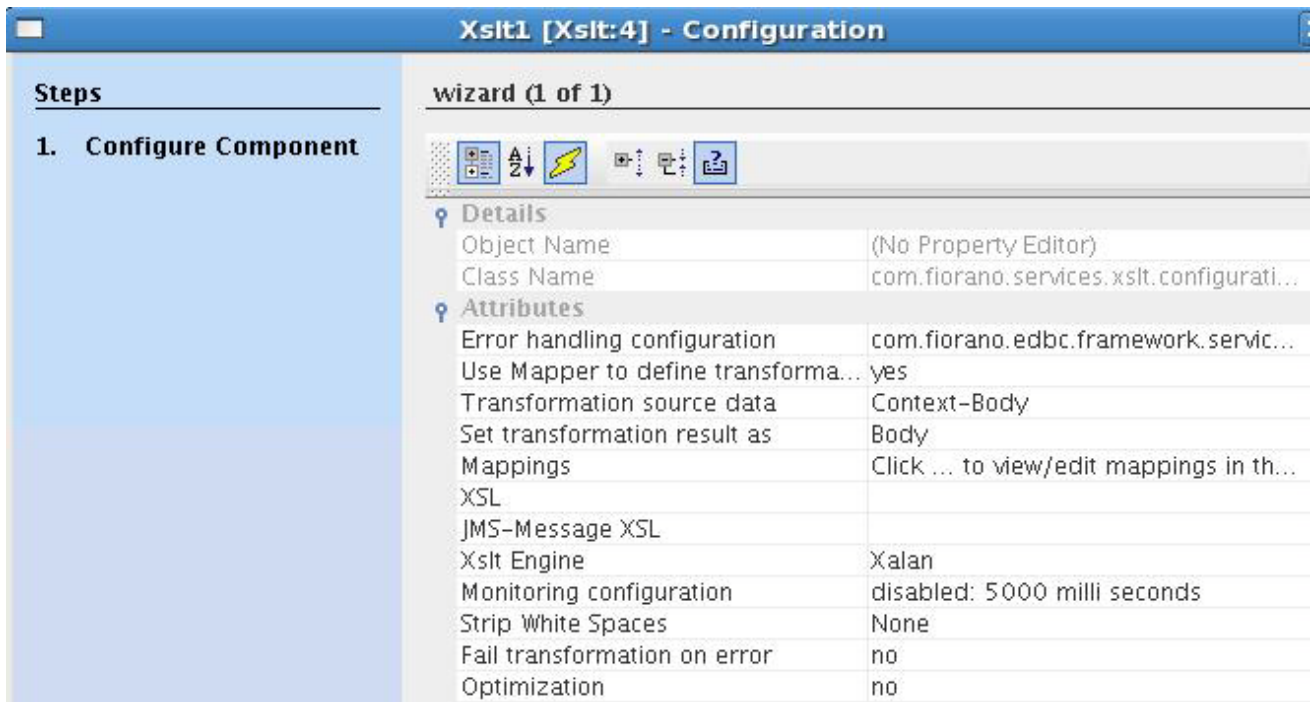 Xslt1 [Xslt:4] - Configuration
Steps
1. Configure Component
wizard (1 of 1)
Details
Object Name (No Property Editor)
Class Name com.fiorano.services.xslt.configurati...
Attributes
Error handling configuration com.fiorano.edbc.framework.servic...
Use Mapper to define transforma... yes
Transformation source data Context-Body
Set transformation result as Body
Mappings Click ... to view/edit mappings in th...
XSL
JMS-Message XSL
Xslt Engine Xalan
Monitoring configuration disabled: 5000 milli seconds
Strip White Spaces None
Fail transformation on error no
Optimization no